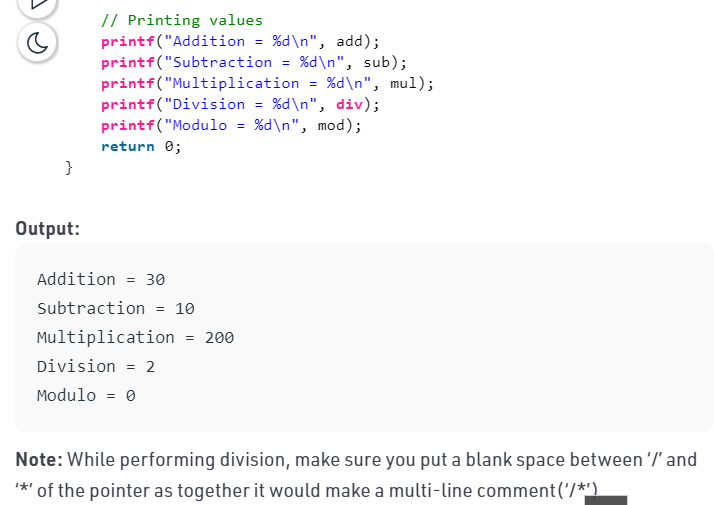 // Printing values
printf("Addition = %d\n", add);
printf("Subtraction = %d\n", sub);
printf("Multiplication = %d\n", mul);
printf("Division = %d\n", div);
printf("Modulo = %d\n", mod);
return 0;
}
Output:
Addition = 30
Subtraction = 10
Multiplication = 200
Division = 2
Modulo = 0
Note: While performing division, make sure you put a blank space between '/' and
'*' of the pointer as together it would make a multi-line comment('/*')